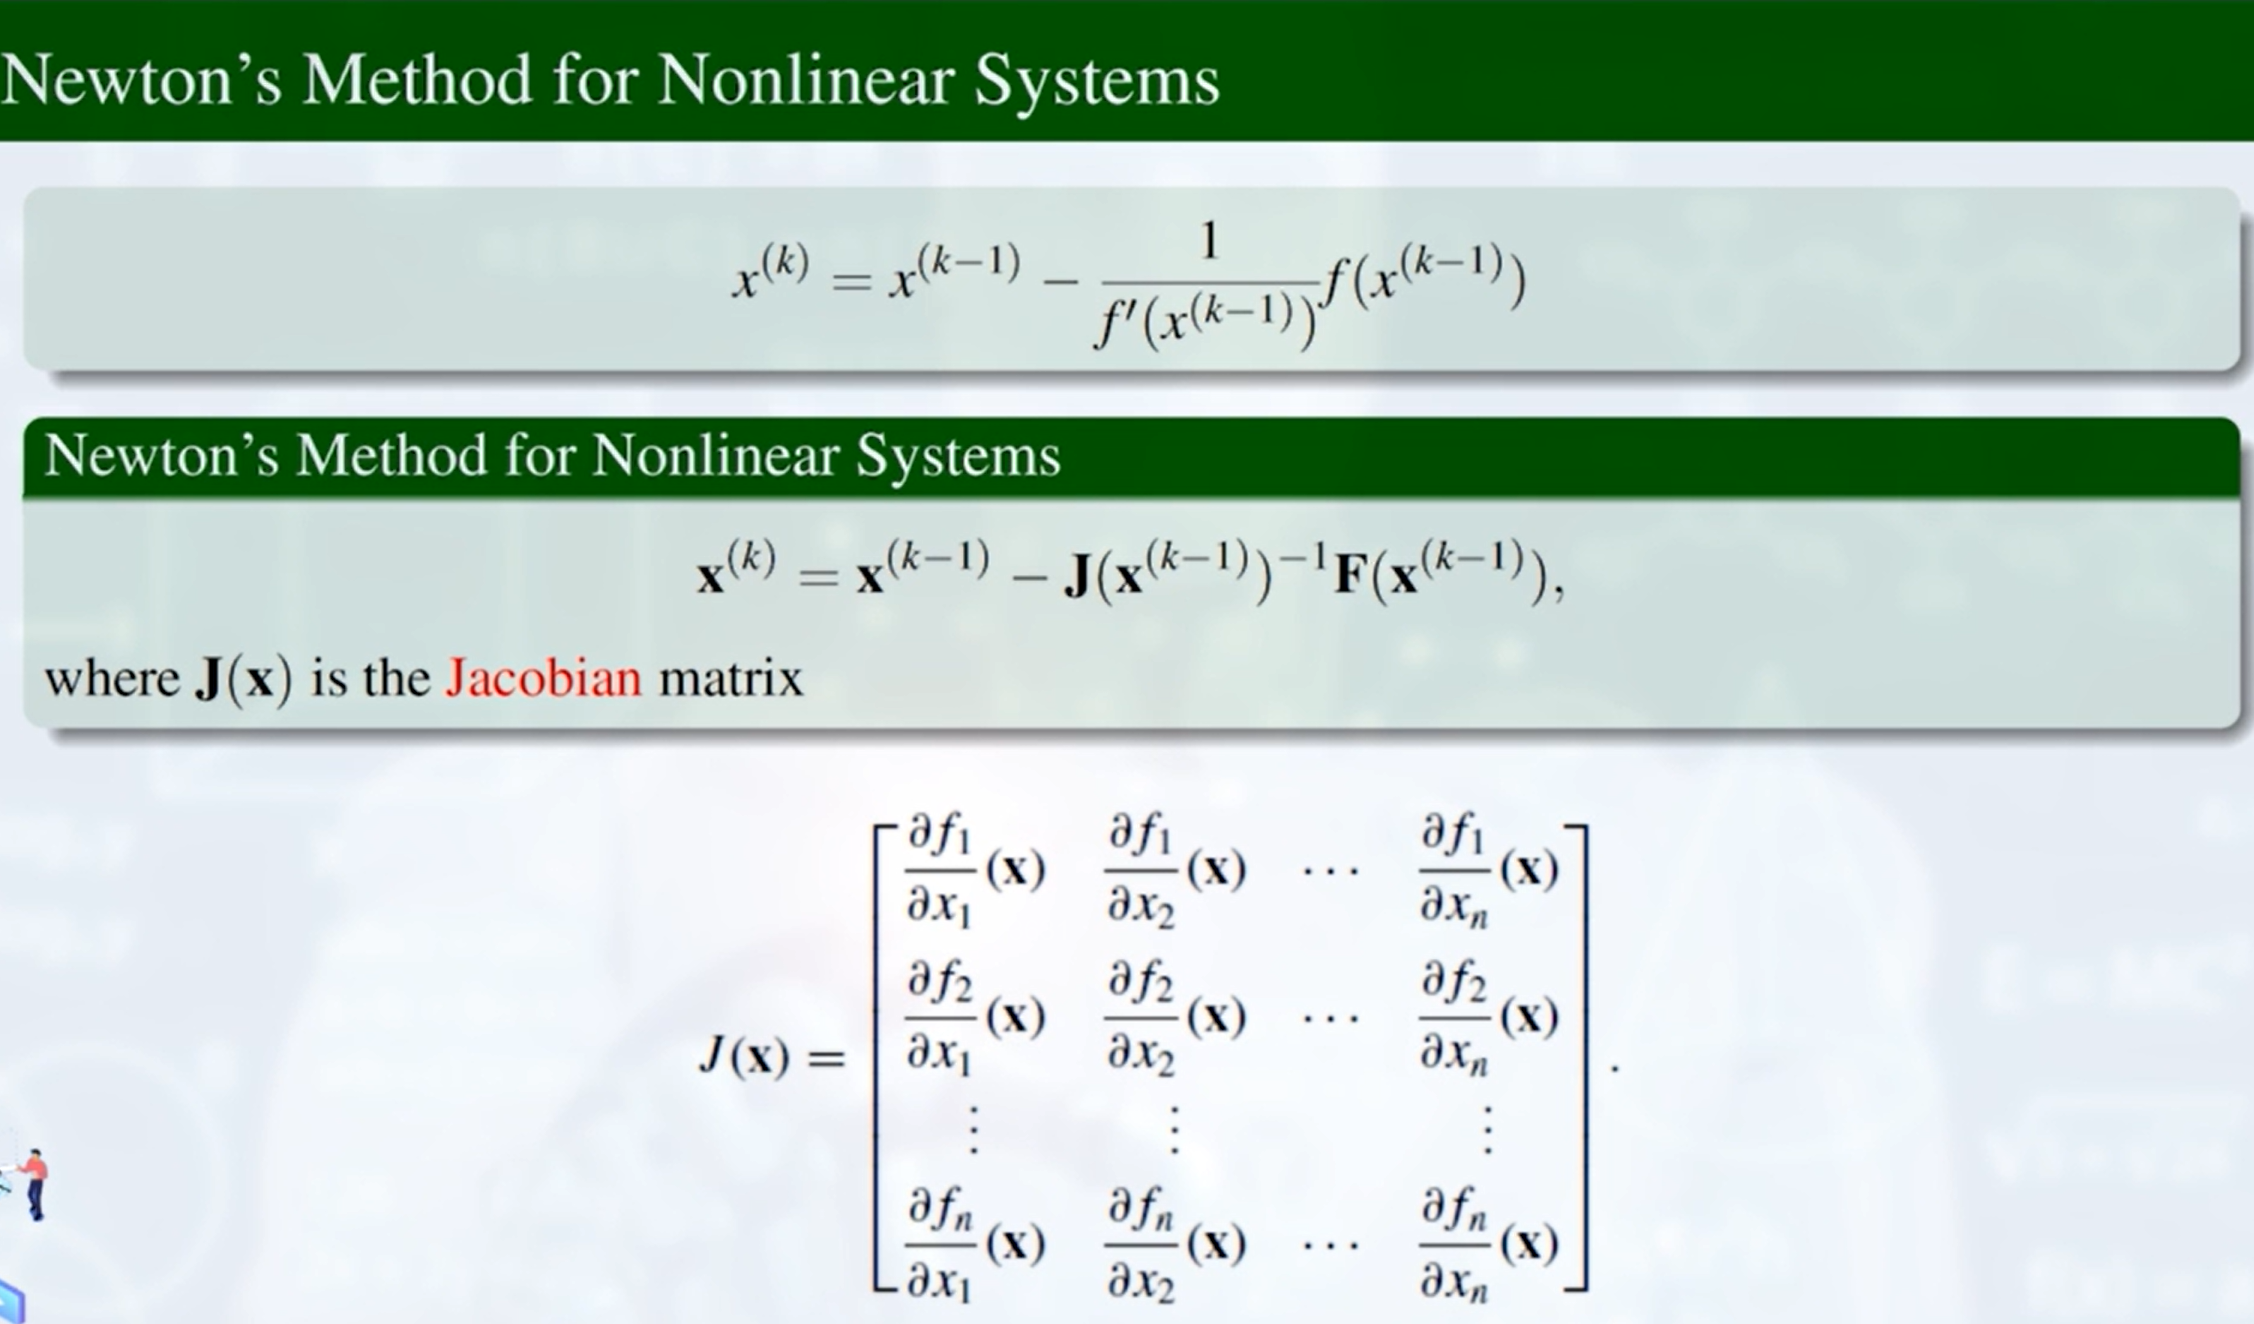 Newton's Method for Nonlinear Systems
x^{(k)} = x^{(k-1)} - \frac{1}{f'(x^{(k-1)})} f(x^{(k-1)})
Newton's Method for Nonlinear Systems
\mathbf{x}^{(k)} = \mathbf{x}^{(k-1)} - \mathbf{J}(\mathbf{x}^{(k-1)})^{-1} \mathbf{F}(\mathbf{x}^{(k-1)}),
where J(x) is the Jacobian matrix
J(\mathbf{x}) = \begin{bmatrix} \frac{\partial f_1}{\partial x_1}(\mathbf{x}) & \frac{\partial f_1}{\partial x_2}(\mathbf{x}) & \cdots & \frac{\partial f_1}{\partial x_n}(\mathbf{x}) \\ \frac{\partial f_2}{\partial x_1}(\mathbf{x}) & \frac{\partial f_2}{\partial x_2}(\mathbf{x}) & \cdots & \frac{\partial f_2}{\partial x_n}(\mathbf{x}) \\ \vdots & \vdots & & \vdots \\ \frac{\partial f_n}{\partial x_1}(\mathbf{x}) & \frac{\partial f_n}{\partial x_2}(\mathbf{x}) & \cdots & \frac{\partial f_n}{\partial x_n}(\mathbf{x}) \end{bmatrix}.